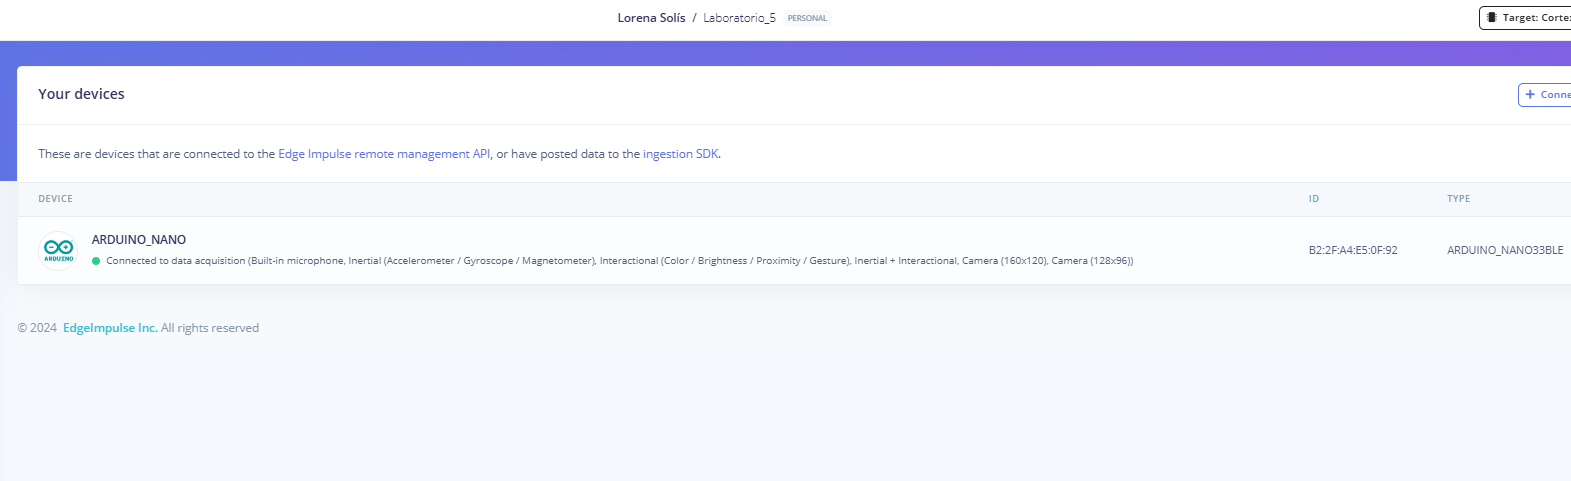 Lorena Solís / Laboratorio_5 PERSONAL
Target: Corte
Your devices
+ Conne
These are devices that are connected to the Edge Impulse remote management API, or have posted data to the ingestion SDK.
DEVICE ID TYPE
ARDUINO
ARDUINO_NANO
Connected to data acquisition (Built-in microphone, Inertial (Accelerometer / Gyroscope / Magnetometer), Interactional (Color / Brightness / Proximity / Gesture), Inertial + Interactional, Camera (160x120), Camera (128x96))
B2:2F:A4:E5:0F:92
ARDUINO_NANO33BLE
© 2024 EdgeImpulse Inc. All rights reserved